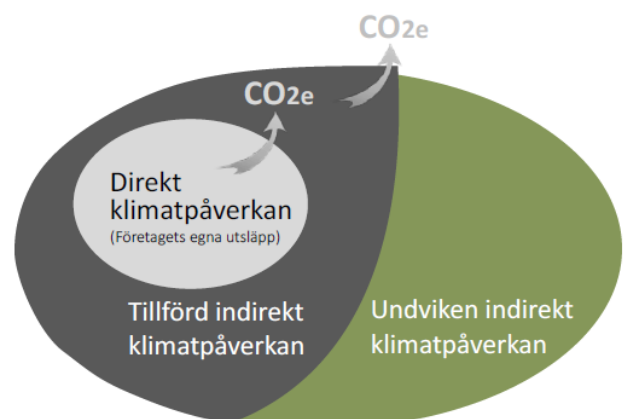 CO2e
CO2e
Direkt
klimatpåverkan
(Företagets egna utsläpp)
Tillförd indirekt
klimatpåverkan
Undviken indirekt
klimatpåverkan